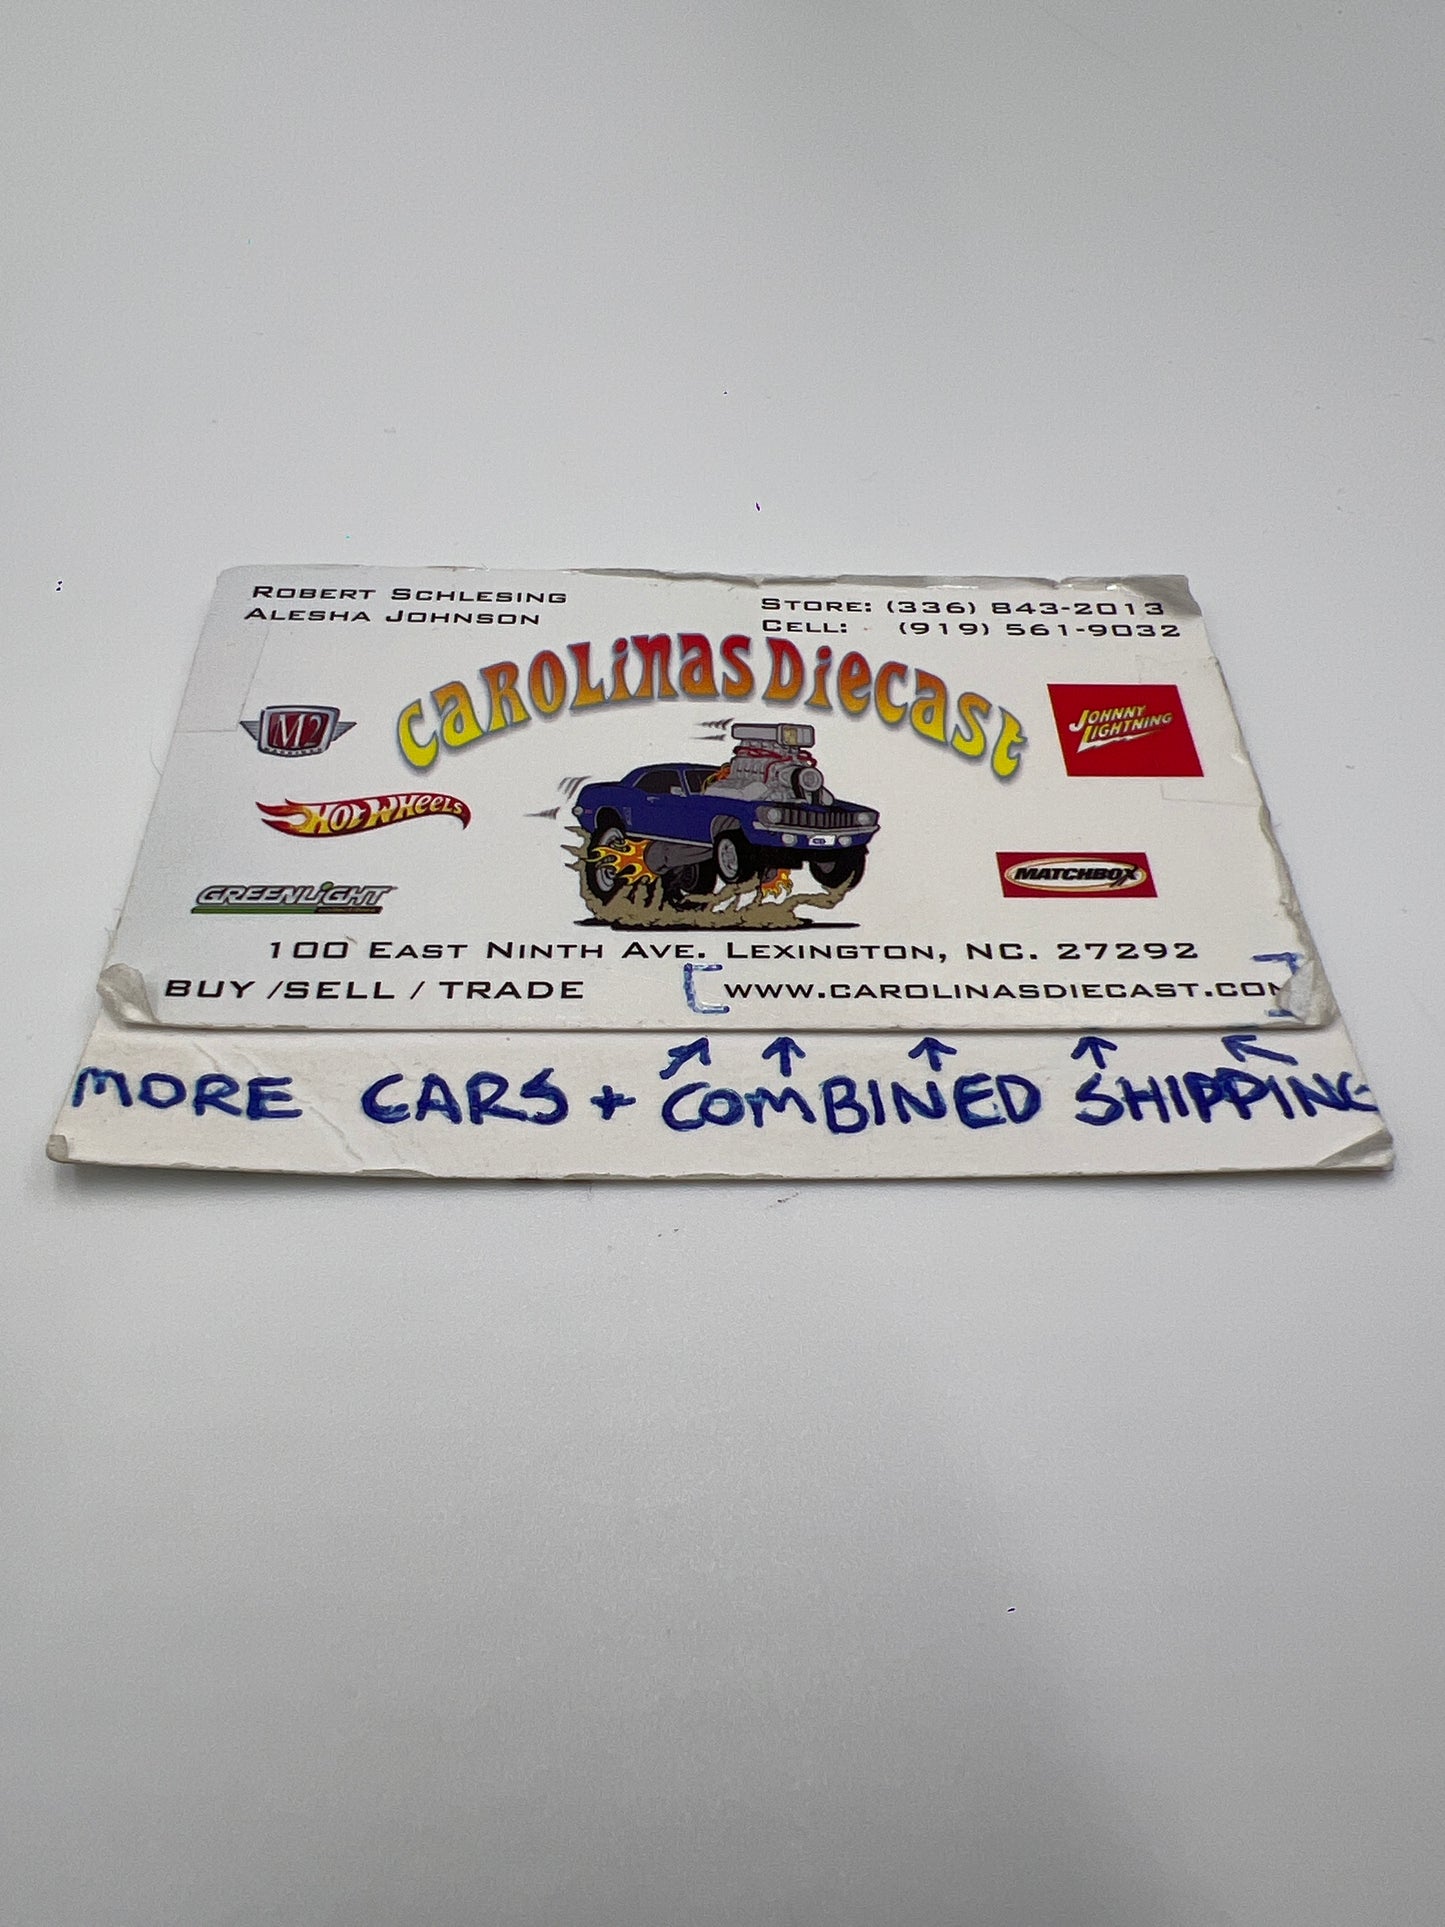 ROBERT SCHLESING
ALESHA JOHNSON
STORE: (336) 843-2013
CELL: (919) 561-9032
CAROLINAS DIECAST
M2
JOHNNY
LIGHTNING
HOT WHEELS
MATCHBOX
GREENLIGHT
100 EAST NINTH AVE. LEXINGTON, NC. 27292
BUY /SELL / TRADE [WWW.CAROLINASDIECAST.COM]
MORE CARS + COMBINED SHIPPING